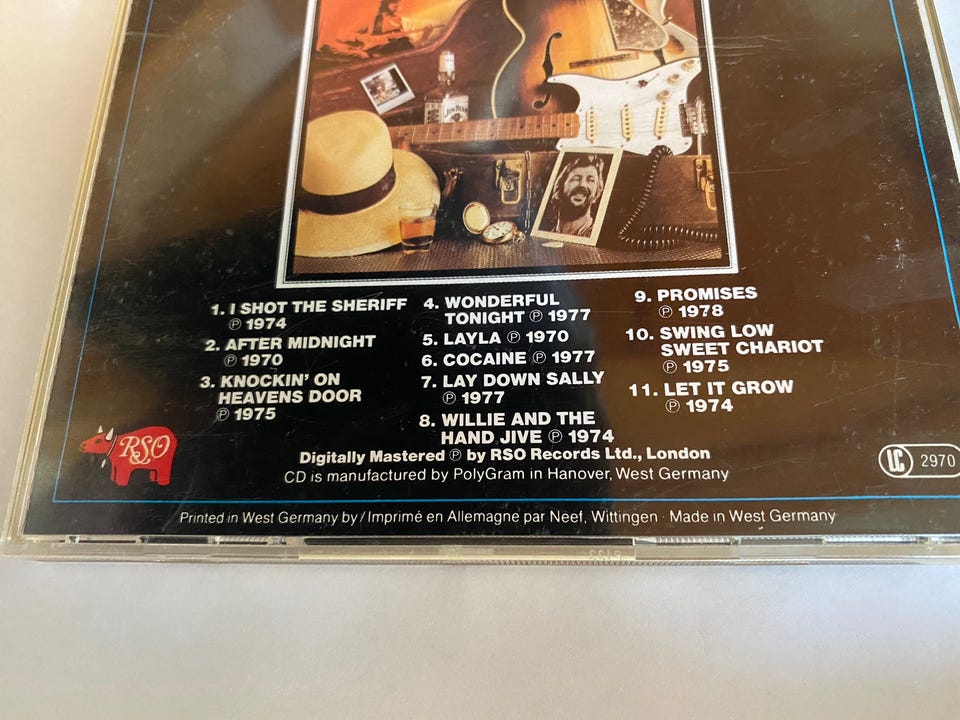 JIM BEAM
1. I SHOT THE SHERIFF
℗ 1974
2. AFTER MIDNIGHT
℗ 1970
3. KNOCKIN' ON
HEAVENS DOOR
℗ 1975
4. WONDERFUL
TONIGHT ℗ 1977
5. LAYLA ℗ 1970
6. COCAINE ℗ 1977
7. LAY DOWN SALLY
℗ 1977
8. WILLIE AND THE
HAND JIVE ℗ 1974
9. PROMISES
℗ 1978
10. SWING LOW
SWEET CHARIOT
℗ 1975
11. LET IT GROW
℗ 1974
RSO
Digitally Mastered ℗ by RSO Records Ltd., London
CD is manufactured by PolyGram in Hanover, West Germany
LC 2970
Printed in West Germany by / Imprimé en Allemagne par Neef, Wittingen · Made in West Germany